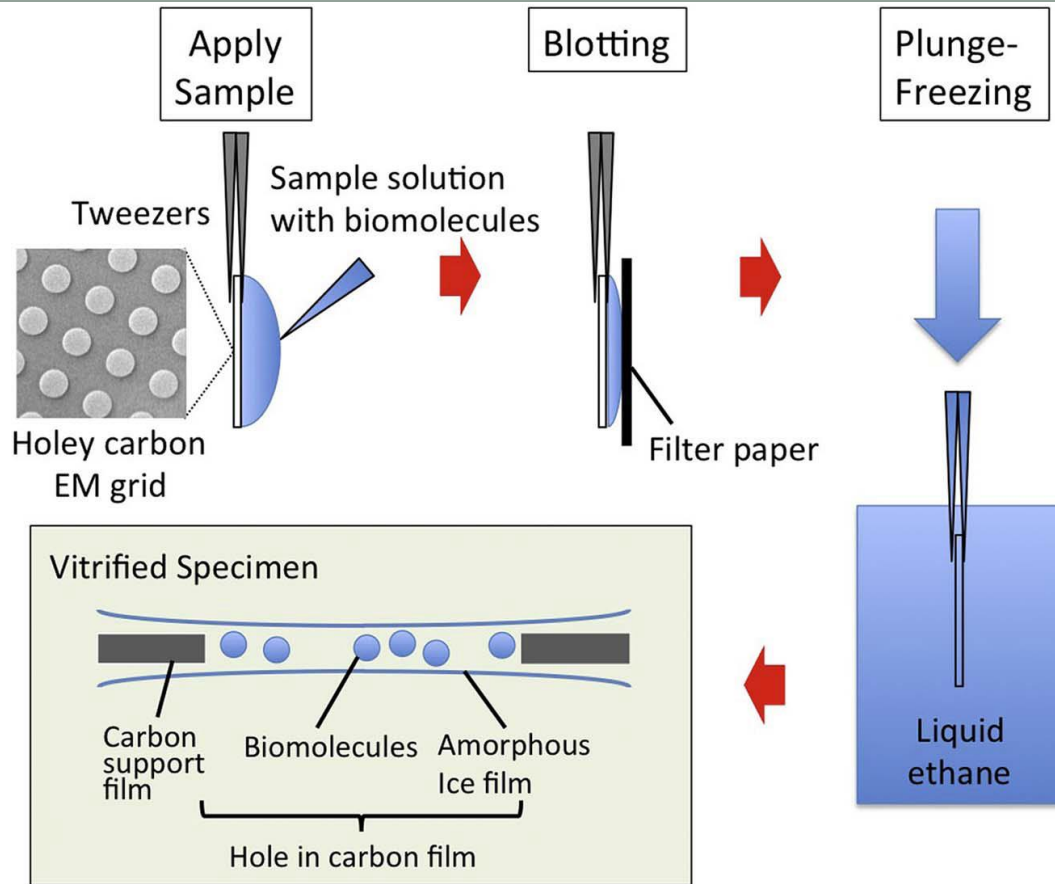 Apply
Sample
Blotting
Plunge-
Freezing
Tweezers
Sample solution
with biomolecules
Holey carbon
EM grid
Filter paper
Liquid
ethane
Vitrified Specimen
Carbon
support
film
Biomolecules
Amorphous
Ice film
Hole in carbon film